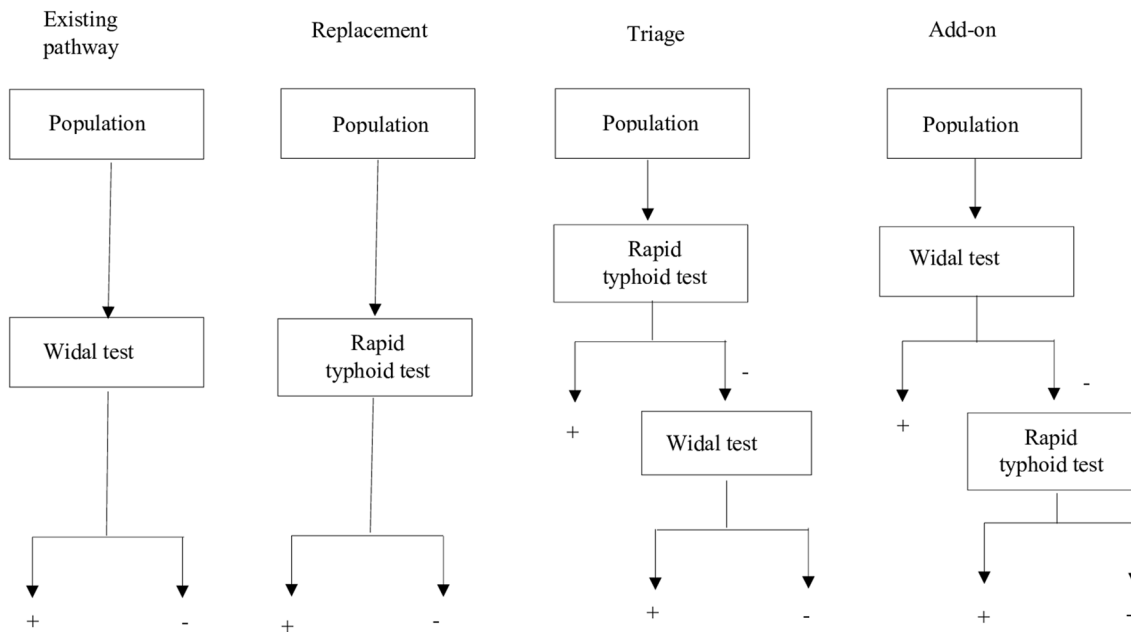 Existing
pathway
Population
Widal test
+
-
Replacement
Population
Rapid
typhoid test
+
-
Triage
Population
Rapid
typhoid test
+
-
Widal test
+
-
Add-on
Population
Widal test
+
-
Rapid
typhoid test
+
-